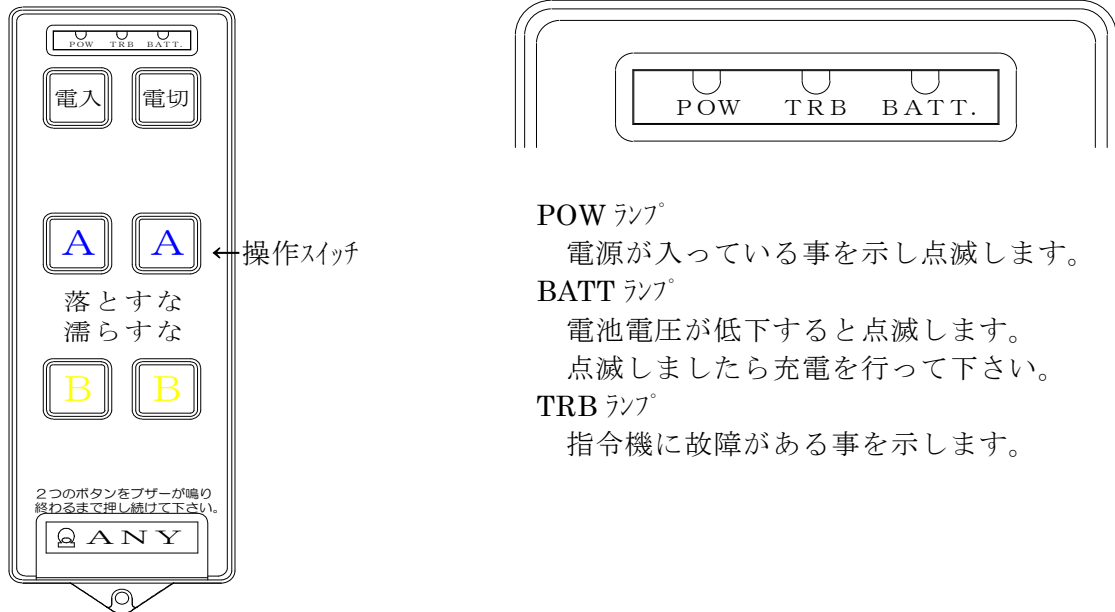 POW TRB BATT.
電入 電切
A A
←操作ｽｲｯﾁ
落とすな
濡らすな
B B
２つのボタンをブザーが鳴り
終わるまで押し続けて下さい。
ANY
POW TRB BATT.
POW ﾗﾝﾌﾟ
電源が入っている事を示し点滅します。
BATT ﾗﾝﾌﾟ
電池電圧が低下すると点滅します。
点滅しましたら充電を行って下さい。
TRB ﾗﾝﾌﾟ
指令機に故障がある事を示します。